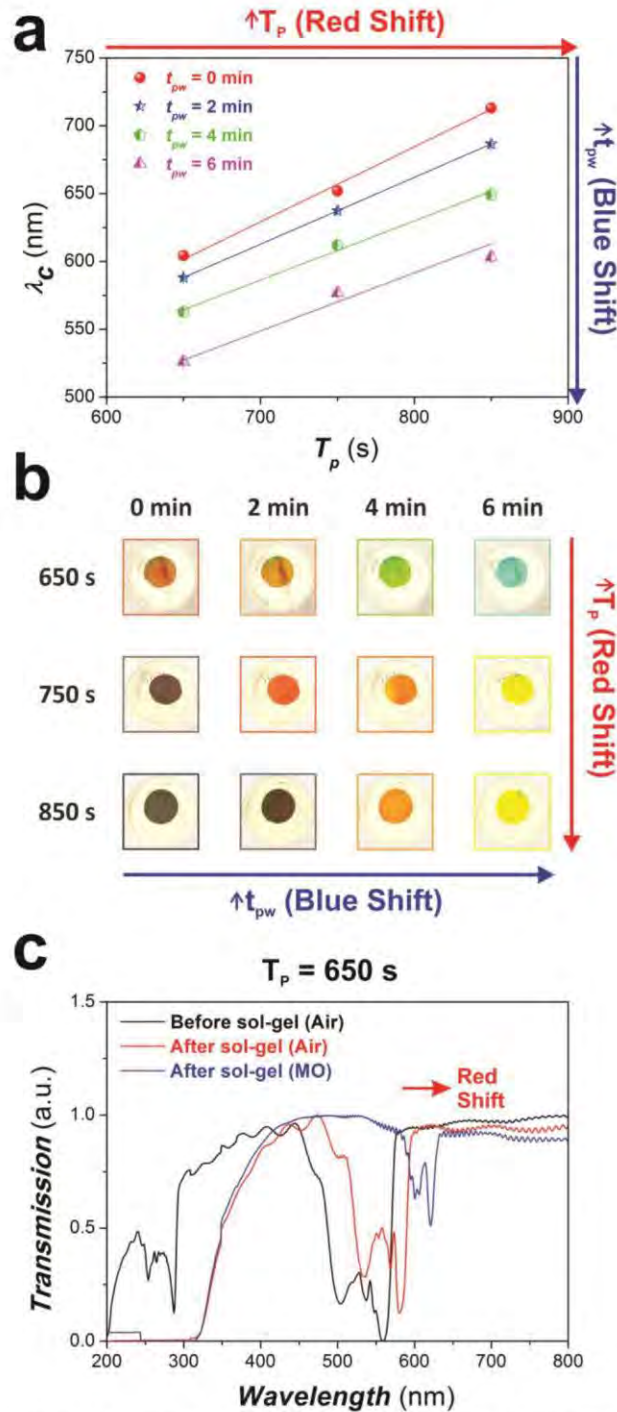 a
↑Tₚ (Red Shift)
750
700
650
600
550
500
λc (nm)
t_pw = 0 min
t_pw = 2 min
t_pw = 4 min
t_pw = 6 min
600 700 800 900
Tₚ (s)
↑t_pw (Blue Shift)
b
0 min 2 min 4 min 6 min
650 s
750 s
850 s
↑Tₚ (Red Shift)
↑t_pw (Blue Shift)
c
Tₚ = 650 s
1.5
1.0
0.5
0.0
Transmission (a.u.)
Before sol-gel (Air)
After sol-gel (Air)
After sol-gel (MO)
Red
Shift
200 300 400 500 600 700 800
Wavelength (nm)